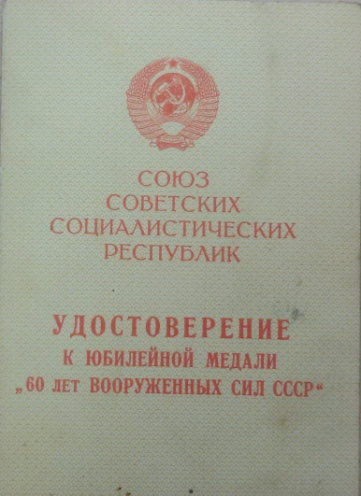 СОЮЗ
СОВЕТСКИХ
СОЦИАЛИСТИЧЕСКИХ
РЕСПУБЛИК
УДОСТОВЕРЕНИЕ
К ЮБИЛЕЙНОЙ МЕДАЛИ
„60 ЛЕТ ВООРУЖЕННЫХ СИЛ СССР“